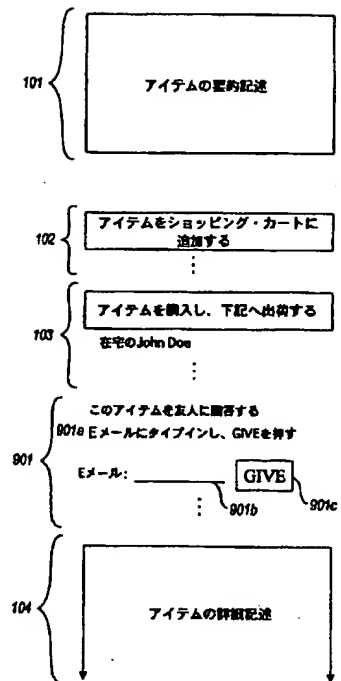 101
アイテムの要約記述
102
アイテムをショッピング・カートに
追加する
103
アイテムを購入し、下記へ出荷する
在宅のJohn Doe
このアイテムを友人に贈答する
901
901a Eメールにタイプインし、GIVEを押す
Eメール: GIVE
901b
901c
104
アイテムの詳細記述